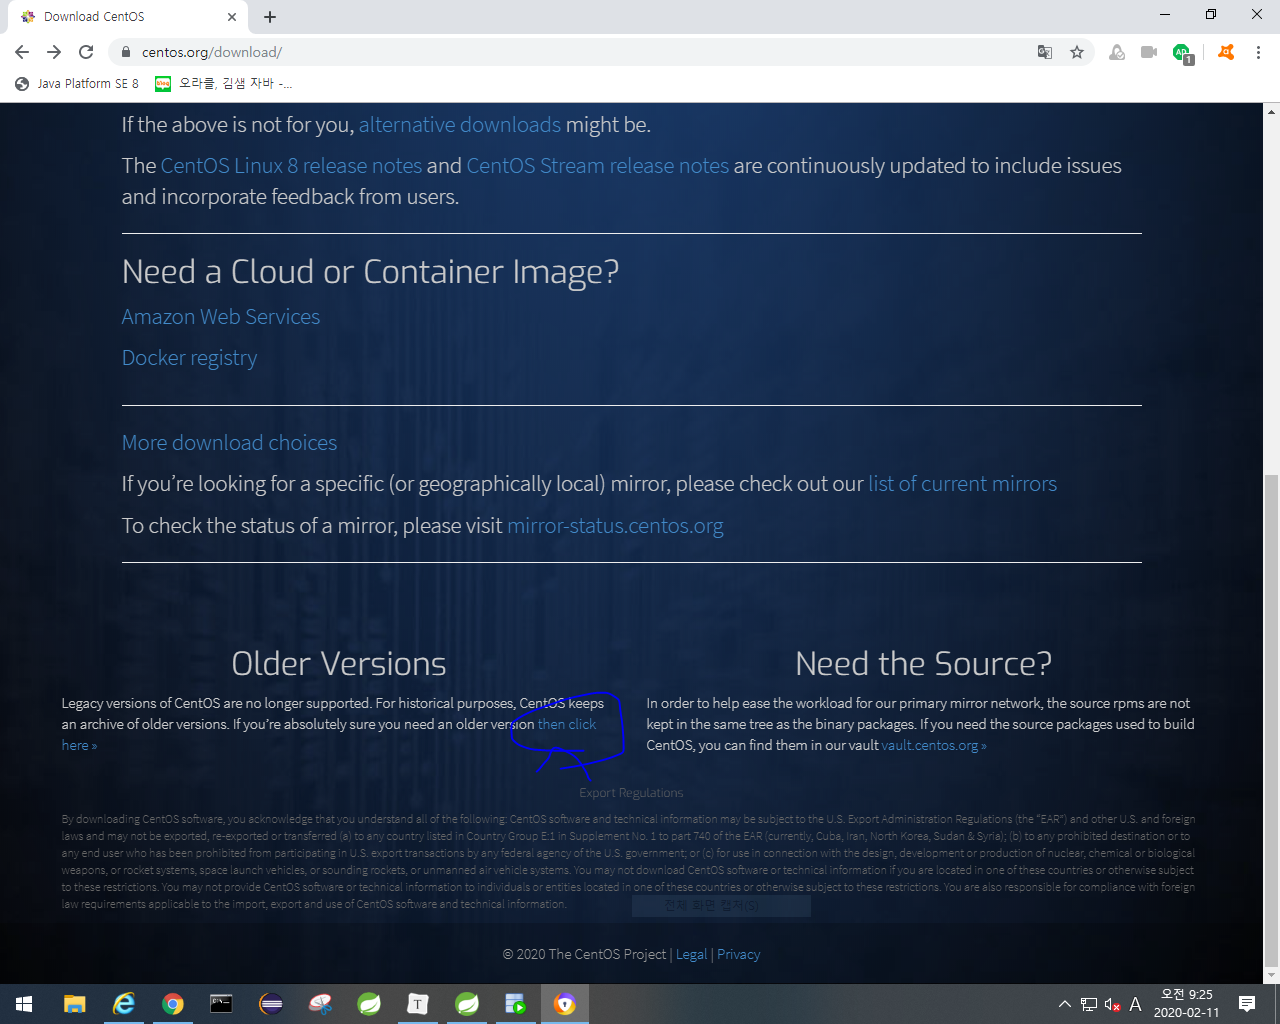 Download CentOS
centos.org/download/
1
Java Platform SE 8
blog
오라클, 김샘 자바 -...
If the above is not for you, alternative downloads might be.
The CentOS Linux 8 release notes and CentOS Stream release notes are continuously updated to include issues
and incorporate feedback from users.
Need a Cloud or Container Image?
Amazon Web Services
Docker registry
More download choices
If you’re looking for a specific (or geographically local) mirror, please check out our list of current mirrors
To check the status of a mirror, please visit mirror-status.centos.org
Older Versions
Legacy versions of CentOS are no longer supported. For historical purposes, CentOS keeps
an archive of older versions. If you’re absolutely sure you need an older version then click
here »
Need the Source?
In order to help ease the workload for our primary mirror network, the source rpms are not
kept in the same tree as the binary packages. If you need the source packages used to build
CentOS, you can find them in our vault vault.centos.org »
Export Regulations
By downloading CentOS software, you acknowledge that you understand all of the following: CentOS software and technical information may be subject to the U.S. Export Administration Regulations (the “EAR”) and other U.S. and foreign
laws and may not be exported, re-exported or transferred (a) to any country listed in Country Group E:1 in Supplement No. 1 to part 740 of the EAR (currently, Cuba, Iran, North Korea, Sudan & Syria); (b) to any prohibited destination or to
any end user who has been prohibited from participating in U.S. export transactions by any federal agency of the U.S. government; or (c) for use in connection with the design, development or production of nuclear, chemical or biological
weapons, or rocket systems, space launch vehicles, or sounding rockets, or unmanned air vehicle systems. You may not download CentOS software or technical information if you are located in one of these countries or otherwise subject
to these restrictions. You may not provide CentOS software or technical information to individuals or entities located in one of these countries or otherwise subject to these restrictions. You are also responsible for compliance with foreign
law requirements applicable to the import, export and use of CentOS software and technical information.
전체 화면 캡처(S)
© 2020 The CentOS Project | Legal | Privacy
T
A
오전 9:25
2020-02-11